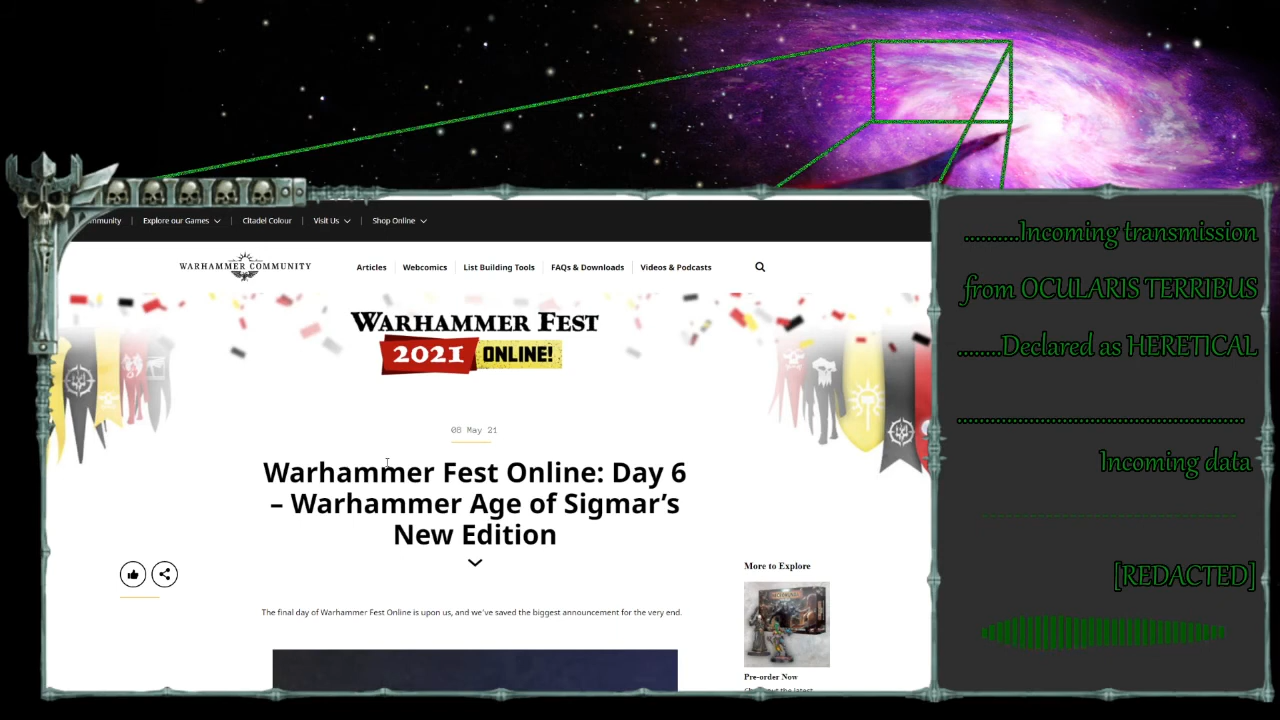 mmunity | Explore our Games | Citadel Colour | Visit Us | Shop Online
WARHAMMER COMMUNITY
Articles | Webcomics | List Building Tools | FAQs & Downloads | Videos & Podcasts
WARHAMMER FEST
2021 ONLINE!
08 May 21
Warhammer Fest Online: Day 6
– Warhammer Age of Sigmar's
New Edition
The final day of Warhammer Fest Online is upon us, and we've saved the biggest announcement for the very end.
More to Explore
Pre-order Now
..........Incoming transmission
from OCULARIS TERRIBUS
........Declared as HERETICAL
Incoming data
[REDACTED]